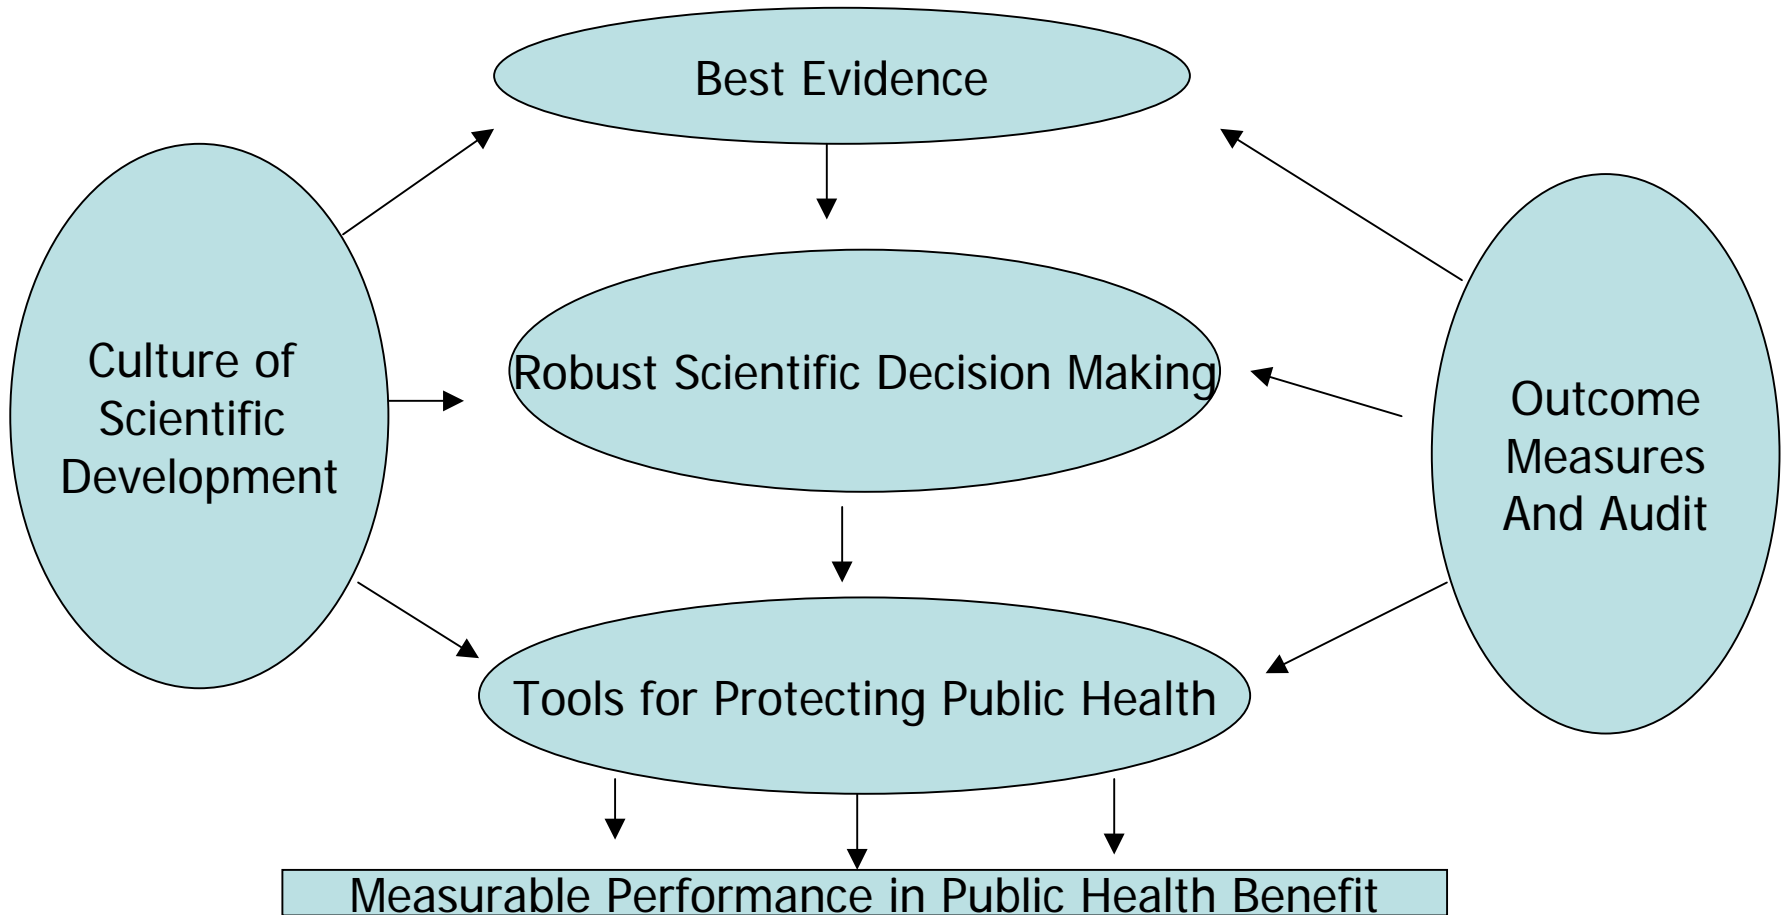 Best Evidence
Culture of
Scientific
Development
Robust Scientific Decision Making
Outcome
Measures
And Audit
Tools for Protecting Public Health
Measurable Performance in Public Health Benefit